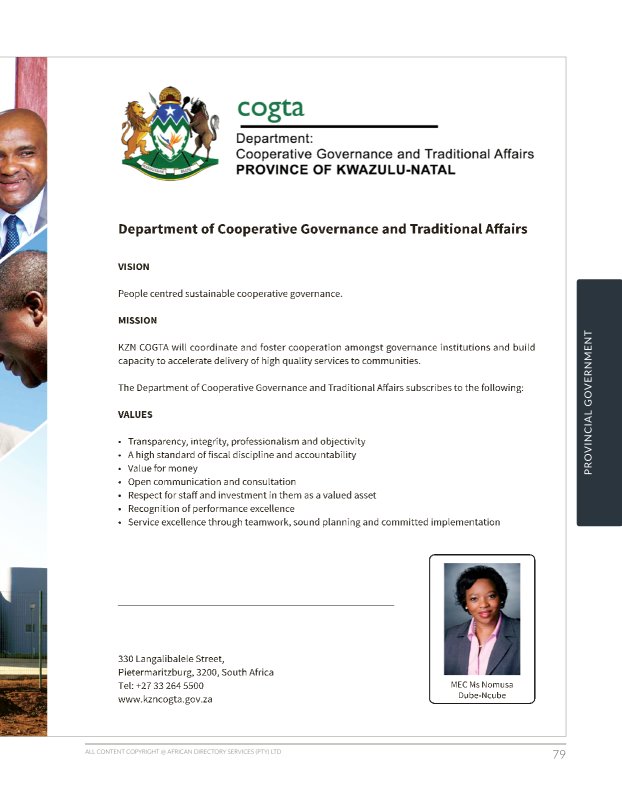 cogta
Department:
Cooperative Governance and Traditional Affairs
PROVINCE OF KWAZULU-NATAL
Department of Cooperative Governance and Traditional Affairs
VISION
People centred sustainable cooperative governance.
MISSION
KZN COGTA will coordinate and foster cooperation amongst governance institutions and build
capacity to accelerate delivery of high quality services to communities.
The Department of Cooperative Governance and Traditional Affairs subscribes to the following:
VALUES
• Transparency, integrity, professionalism and objectivity
• A high standard of fiscal discipline and accountability
• Value for money
• Open communication and consultation
• Respect for staff and investment in them as a valued asset
• Recognition of performance excellence
• Service excellence through teamwork, sound planning and committed implementation
330 Langalibalele Street,
Pietermaritzburg, 3200, South Africa
Tel: +27 33 264 5500
www.kzncogta.gov.za
MEC Ms Nomusa
Dube-Ncube
PROVINCIAL GOVERNMENT
ALL CONTENT COPYRIGHT @ AFRICAN DIRECTORY SERVICES (PTY) LTD
79